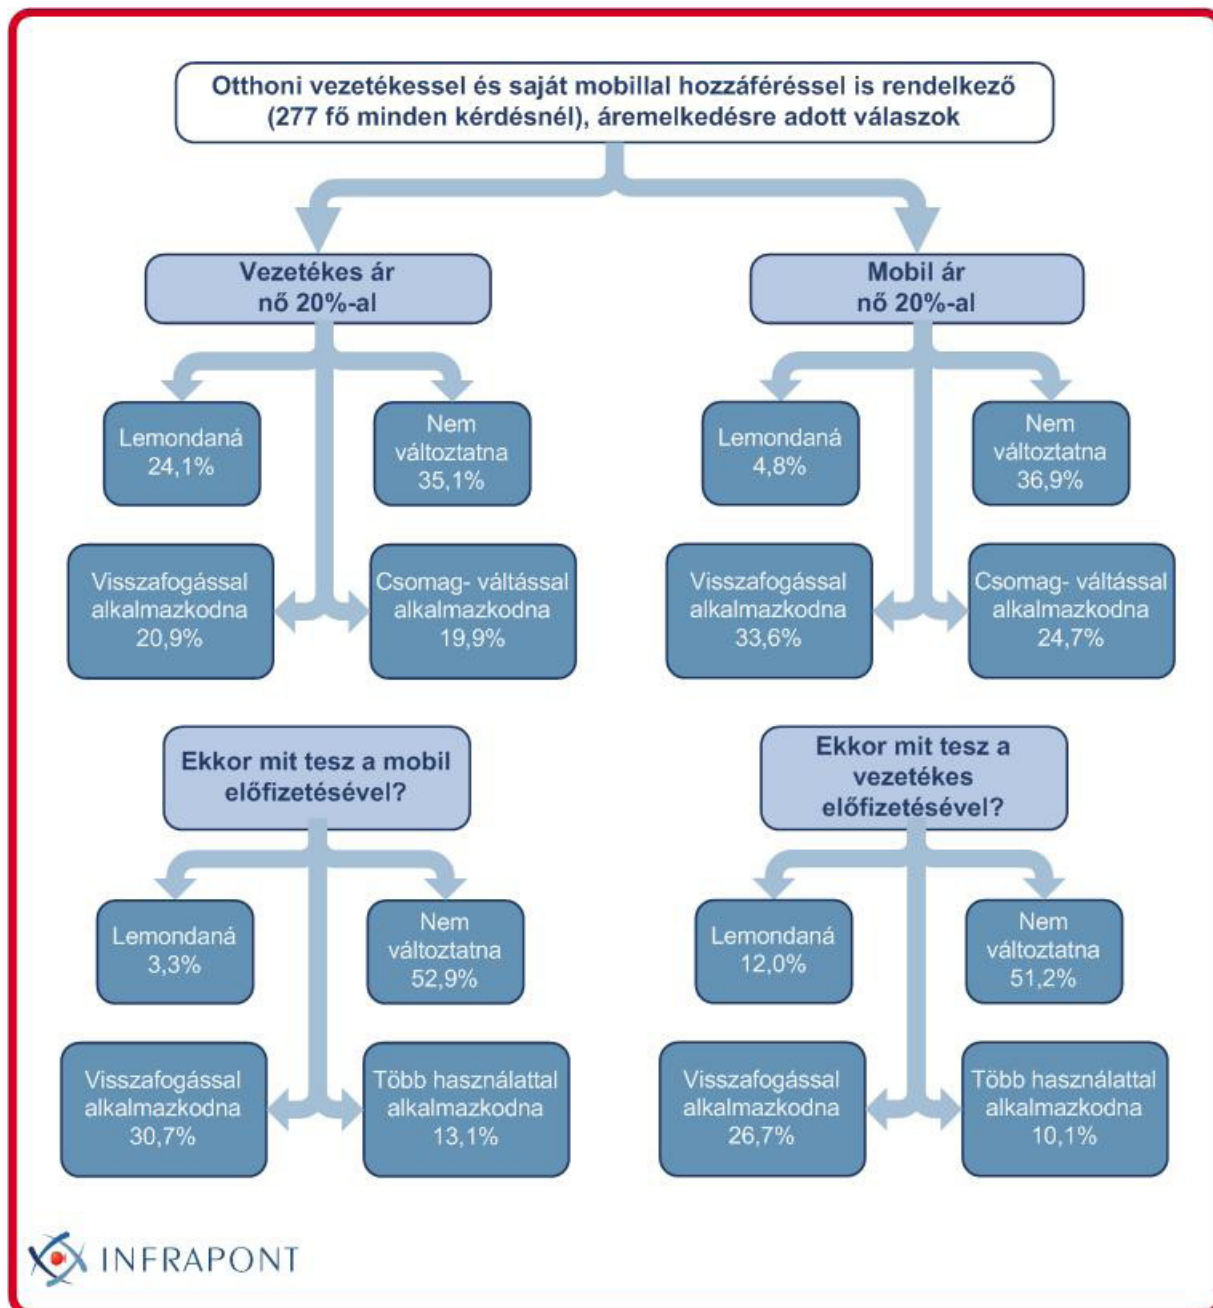 Otthoni vezetékessel és saját mobillal hozzáféréssel is rendelkező
(277 fő minden kérdésnél), áremelkedésre adott válaszok
Vezetékes ár
nő 20%-al
Mobil ár
nő 20%-al
Lemondaná
24,1%
Nem
változtatna
35,1%
Lemondaná
4,8%
Nem
változtatna
36,9%
Visszafogással
alkalmazkodna
20,9%
Csomag- váltással
alkalmazkodna
19,9%
Visszafogással
alkalmazkodna
33,6%
Csomag- váltással
alkalmazkodna
24,7%
Ekkor mit tesz a mobil
előfizetésével?
Ekkor mit tesz a
vezetékes
előfizetésével?
Lemondaná
3,3%
Nem
változtatna
52,9%
Lemondaná
12,0%
Nem
változtatna
51,2%
Visszafogással
alkalmazkodna
30,7%
Több használattal
alkalmazkodna
13,1%
Visszafogással
alkalmazkodna
26,7%
Több használattal
alkalmazkodna
10,1%
INFRAPONT